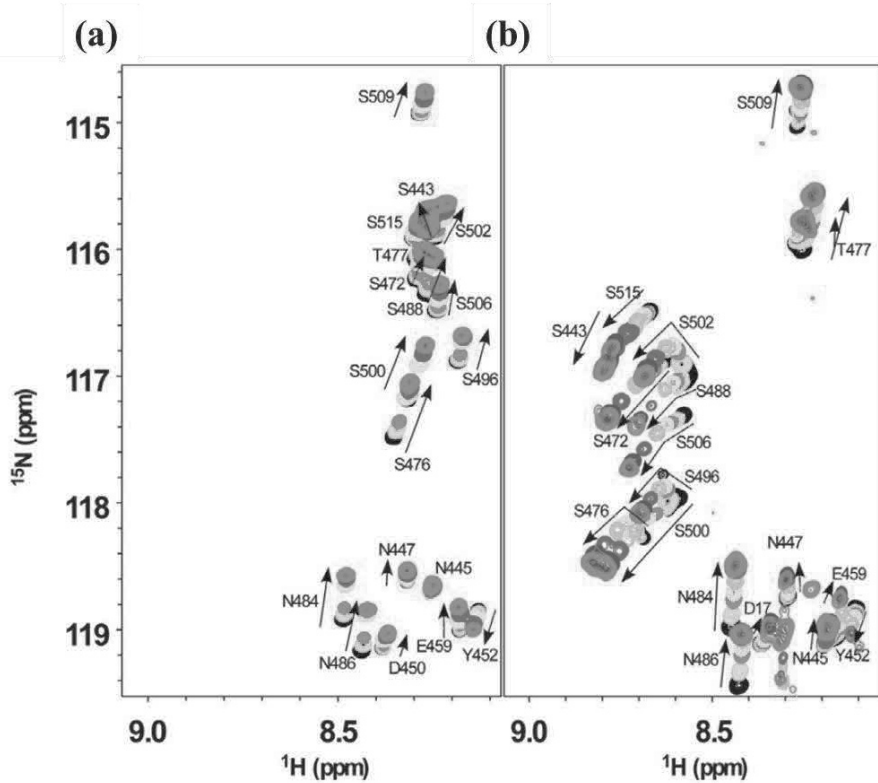 (a)
(b)
115
116
117
118
119
15N (ppm)
S509
S443
S515
S502
T477
S472
S488
S506
S500
S496
S476
N447
N445
N484
N486
D450
E459
Y452
9.0
8.5
1H (ppm)
S509
T477
S515
S443
S502
S488
S472
S506
S496
S476
S500
N447
E459
N484
D17
N486
N445
Y452
9.0
8.5
1H (ppm)